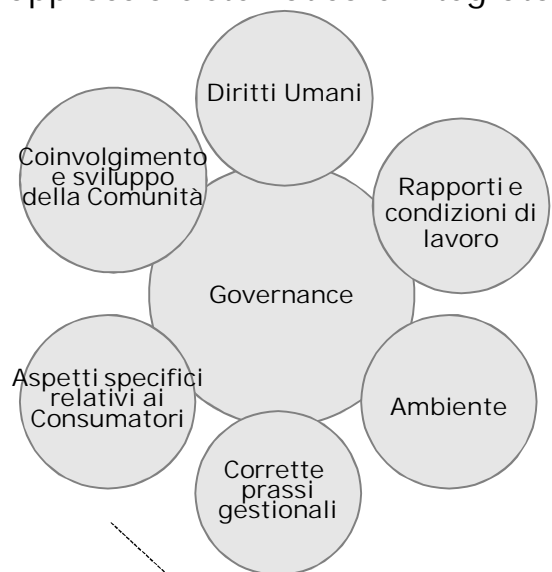 Diritti Umani
Coinvolgimento
e sviluppo
della Comunità
Rapporti e
condizioni di
lavoro
Governance
Aspetti specifici
relativi ai
Consumatori
Ambiente
Corrette
prassi
gestionali